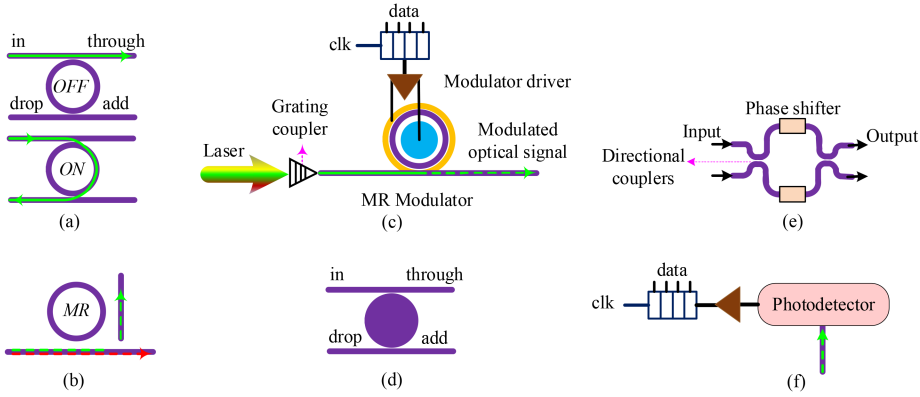 in through
OFF
drop add
ON
(a)
data
clk
Modulator driver
Grating
coupler
Laser
Modulated
optical signal
MR Modulator
(c)
Phase shifter
Input
Output
Directional
couplers
(e)
MR
(b)
in through
drop add
(d)
data
clk
Photodetector
(f)